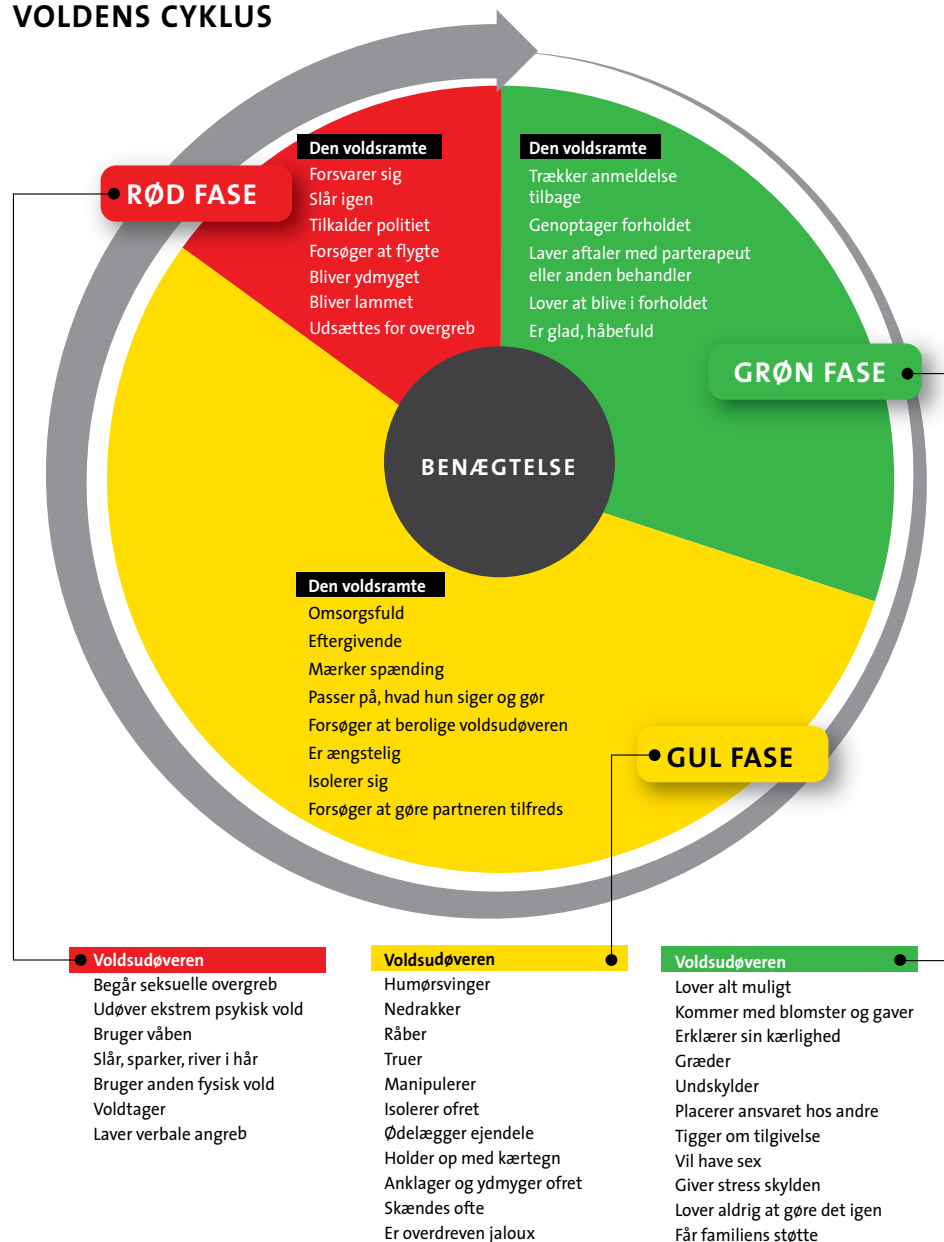 VOLDENS CYKLUS
RØD FASE
Den voldsramte
Forsvarer sig
Slår igen
Tilkalder politiet
Forsøger at flygte
Bliver ydmyget
Bliver lammet
Udsættes for overgreb
Den voldsramte
Trækker anmeldelse
tilbage
Genoptager forholdet
Laver aftaler med parterapeut
eller anden behandler
Lover at blive i forholdet
Er glad, håbefuld
GRØN FASE
BENÆGTELSE
Den voldsramte
Omsorgsfuld
Eftergivende
Mærker spænding
Passer på, hvad hun siger og gør
Forsøger at berolige voldsudøveren
Er ængstelig
Isolerer sig
Forsøger at gøre partneren tilfreds
GUL FASE
Voldsudøveren
Begår seksuelle overgreb
Udøver ekstrem psykisk vold
Bruger våben
Slår, sparker, river i hår
Bruger anden fysisk vold
Voldtager
Laver verbale angreb
Voldsudøveren
Humørsvinger
Nedrakker
Råber
Truer
Manipulerer
Isolerer ofret
Ødelægger ejendele
Holder op med kærtegn
Anklager og ydmyger ofret
Skændes ofte
Er overdreven jaloux
Voldsudøveren
Lover alt muligt
Kommer med blomster og gaver
Erklærer sin kærlighed
Græder
Undskylder
Placerer ansvaret hos andre
Tigger om tilgivelse
Vil have sex
Giver stress skylden
Lover aldrig at gøre det igen
Får familiens støtte